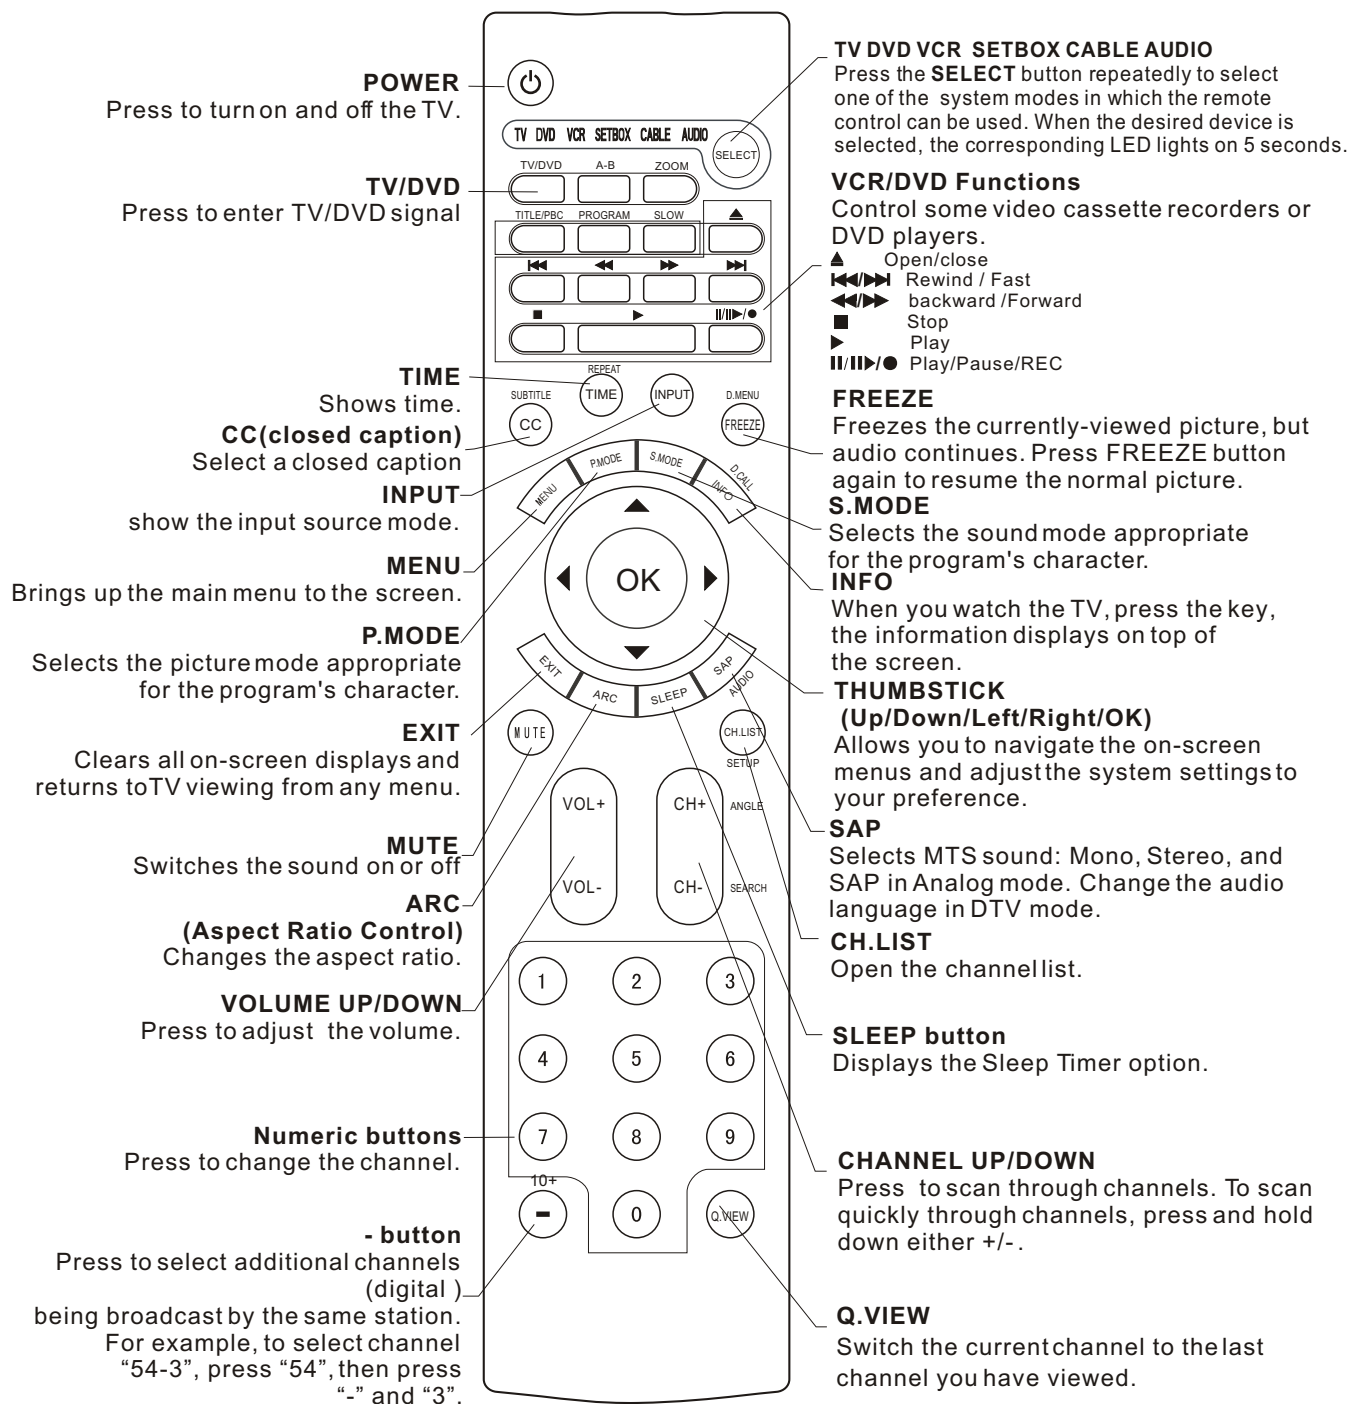 POWER
Press to turn on and off the TV.
TV/DVD
Press to enter TV/DVD signal
TIME
Shows time.
CC(closed caption)
Select a closed caption
INPUT
show the input source mode.
MENU
Brings up the main menu to the screen.
P.MODE
Selects the picture mode appropriate
for the program's character.
EXIT
Clears all on-screen displays and
returns toTV viewing from any menu.
MUTE
Switches the sound on or off
ARC
(Aspect Ratio Control)
Changes the aspect ratio.
VOLUME UP/DOWN
Press to adjust the volume.
Numeric buttons
Press to change the channel.
- button
Press to select additional channels
(digital )
being broadcast by the same station.
For example, to select channel
“54-3”, press “54”, then press
“-” and “3”.
TV DVD VCR SETBOX CABLE AUDIO
SELECT
TV/DVD A-B ZOOM
TITLE/PBC PROGRAM SLOW
REPEAT
TIME
INPUT
SUBTITLE
CC
D.MENU
FREEZE
MENU
P.MODE
S.MODE
D.CALL
INFO
OK
EXIT
ARC
SLEEP
SAP
AUDIO
MUTE
CH.LIST
SETUP
VOL+
CH+
ANGLE
VOL-
CH-
SEARCH
1 2 3
4 5 6
7 8 9
10+
- 0 Q.VIEW
TV DVD VCR SETBOX CABLE AUDIO
Press the SELECT button repeatedly to select
one of the system modes in which the remote
control can be used. When the desired device is
selected, the corresponding LED lights on 5 seconds.
VCR/DVD Functions
Control some video cassette recorders or
DVD players.
Open/close
Rewind / Fast
backward /Forward
Stop
Play
Play/Pause/REC
FREEZE
Freezes the currently-viewed picture, but
audio continues. Press FREEZE button
again to resume the normal picture.
S.MODE
Selects the sound mode appropriate
for the program's character.
INFO
When you watch the TV, press the key,
the information displays on top of
the screen.
THUMBSTICK
(Up/Down/Left/Right/OK)
Allows you to navigate the on-screen
menus and adjust the system settings to
your preference.
SAP
Selects MTS sound: Mono, Stereo, and
SAP in Analog mode. Change the audio
language in DTV mode.
CH.LIST
Open the channel list.
SLEEP button
Displays the Sleep Timer option.
CHANNEL UP/DOWN
Press to scan through channels. To scan
quickly through channels, press and hold
down either +/- .
Q.VIEW
Switch the current channel to the last
channel you have viewed.